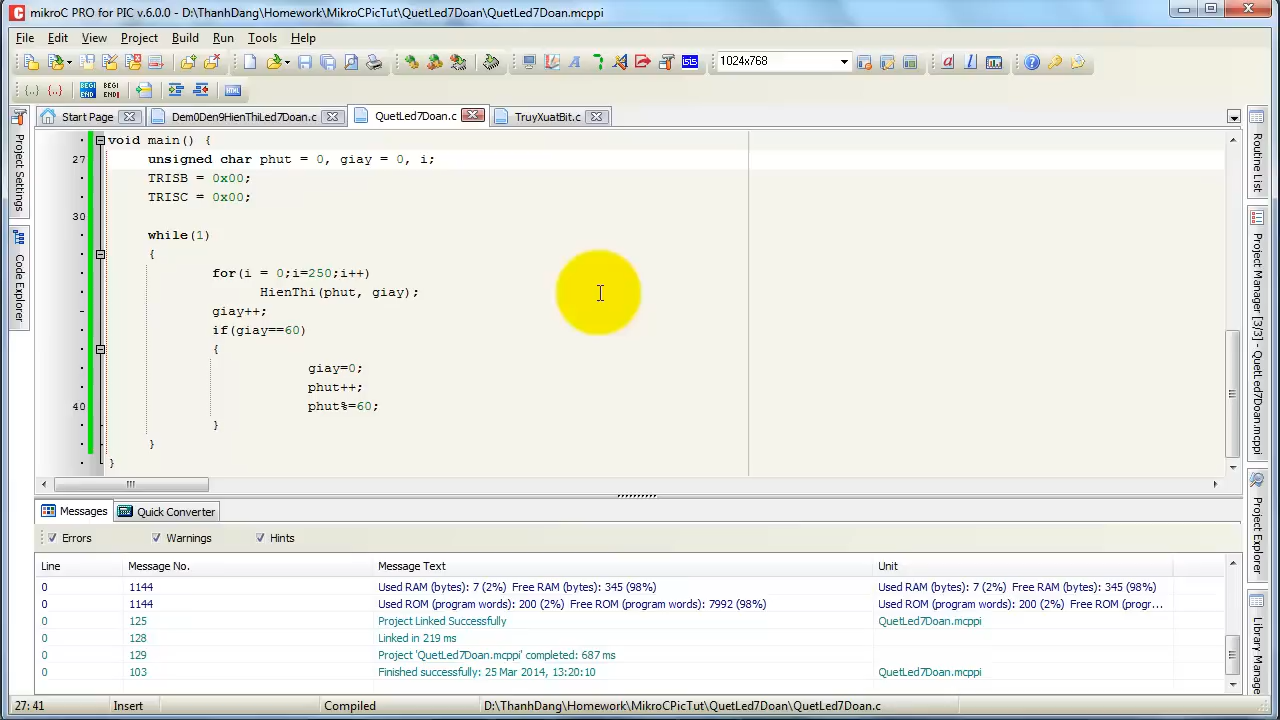 mikroC PRO for PIC v.6.0.0 - D:\ThanhDang\Homework\MikroCPicTut\QuetLed7Doan\QuetLed7Doan.mcppi
File Edit View Project Build Run Tools Help
1024x768
Start Page Dem0Den9HienThiLed7Doan.c QuetLed7Doan.c TruyXuatBit.c
void main() {
27 unsigned char phut = 0, giay = 0, i;
TRISB = 0x00;
TRISC = 0x00;
30
while(1)
{
for(i = 0;i=250;i++)
HienThi(phut, giay);
giay++;
if(giay==60)
{
giay=0;
phut++;
40 phut%=60;
}
}
}
Project Settings
Code Explorer
Routine List
Project Manager [3/3] - QuetLed7Doan.mcppi
Project Explorer
Library Manage
Messages Quick Converter
Errors Warnings Hints
Line Message No. Message Text Unit
0 1144 Used RAM (bytes): 7 (2%) Free RAM (bytes): 345 (98%) Used RAM (bytes): 7 (2%) Free RAM (bytes): 345 (98%)
0 1144 Used ROM (program words): 200 (2%) Free ROM (program words): 7992 (98%) Used ROM (program words): 200 (2%) Free ROM (progr...
0 125 Project Linked Successfully QuetLed7Doan.mcppi
0 128 Linked in 219 ms
0 129 Project 'QuetLed7Doan.mcppi' completed: 687 ms
0 103 Finished successfully: 25 Mar 2014, 13:20:10 QuetLed7Doan.mcppi
27: 41 Insert Compiled D:\ThanhDang\Homework\MikroCPicTut\QuetLed7Doan\QuetLed7Doan.c